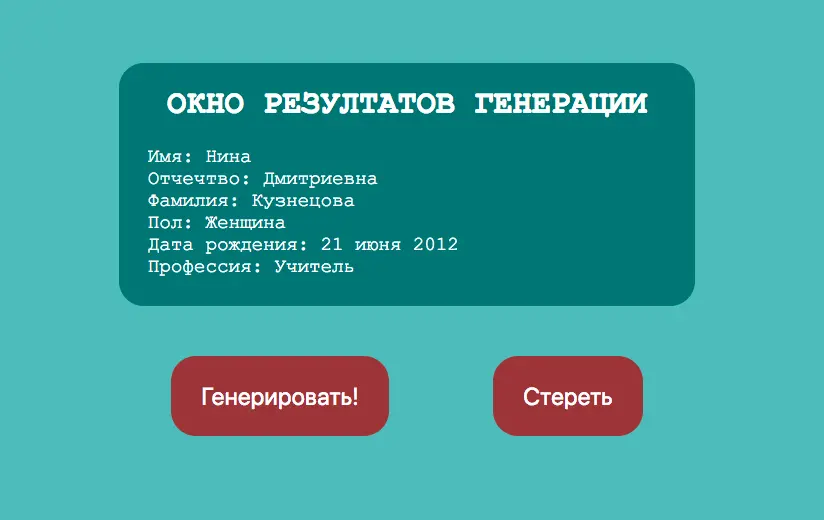 ОКНО РЕЗУЛТАТОВ ГЕНЕРАЦИИ
Имя: Нина
Отчечтво: Дмитриевна
Фамилия: Кузнецова
Пол: Женщина
Дата рождения: 21 июня 2012
Профессия: Учитель
Генерировать!
Стереть